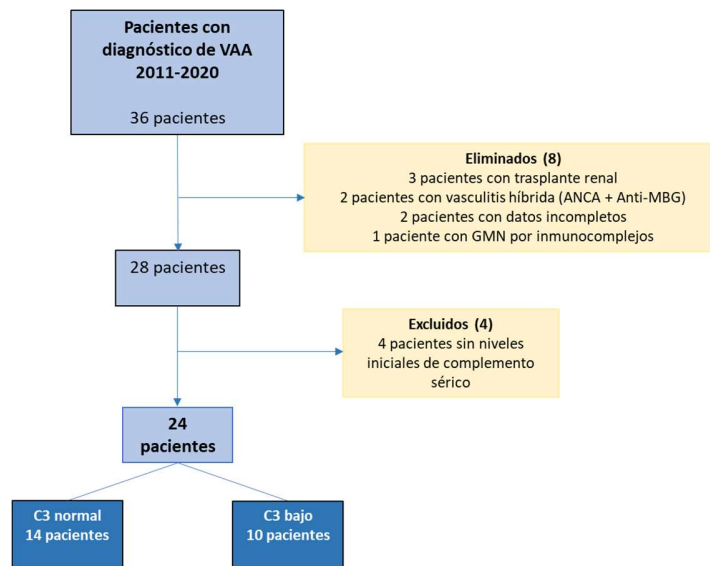 Pacientes con
diagnóstico de VAA
2011-2020
36 pacientes
Eliminados (8)
3 pacientes con trasplante renal
2 pacientes con vasculitis híbrida (ANCA + Anti-MBG)
2 pacientes con datos incompletos
1 paciente con GMN por inmunocomplejos
28 pacientes
Excluidos (4)
4 pacientes sin niveles
iniciales de complemento
sérico
24
pacientes
C3 normal
14 pacientes
C3 bajo
10 pacientes